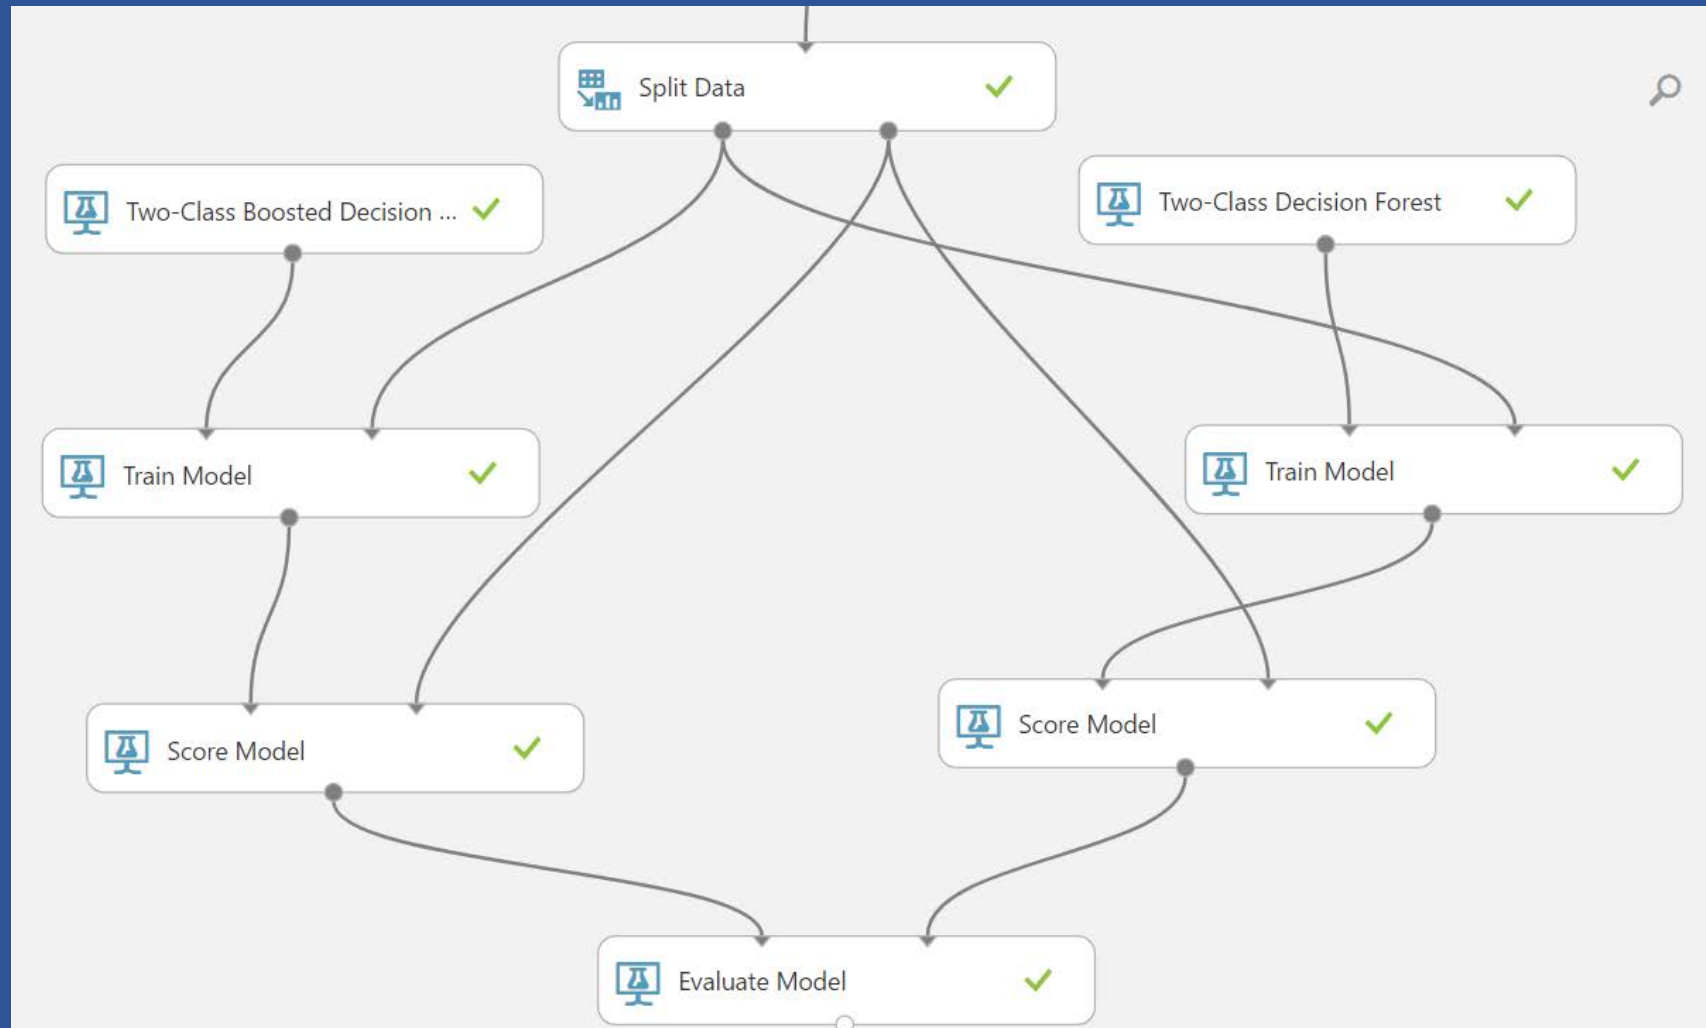 Split Data
Two-Class Boosted Decision ...
Two-Class Decision Forest
Train Model
Train Model
Score Model
Score Model
Evaluate Model